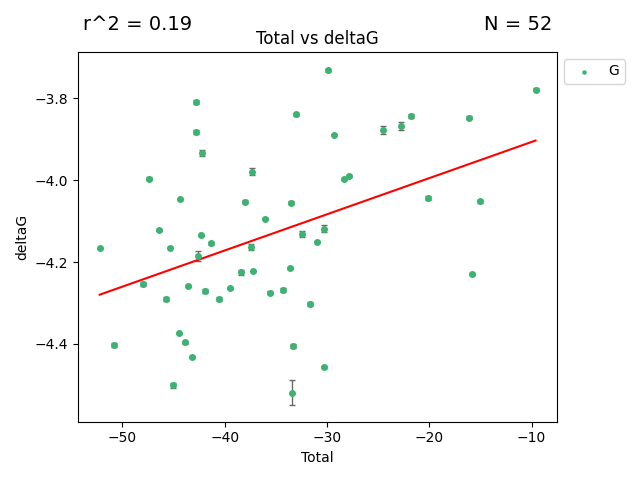 r^2 = 0.19
N = 52
Total vs deltaG
G
−3.8
−4.0
−4.2
−4.4
deltaG
−50
−40
−30
−20
−10
Total